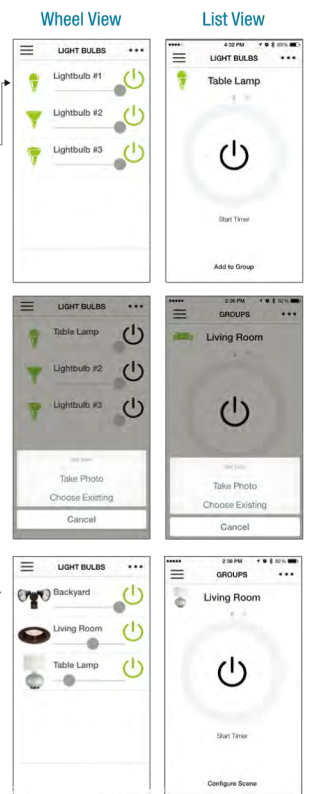 Wheel View
List View
LIGHT BULBS
Lightbulb #1
Lightbulb #2
Lightbulb #3
4:32 PM
LIGHT BULBS
Table Lamp
Start Timer
Add to Group
LIGHT BULBS
Table Lamp
Lightbulb #2
Lightbulb #3
Take Photo
Choose Existing
Cancel
2:36 PM
GROUPS
Living Room
Take Photo
Choose Existing
Cancel
LIGHT BULBS
Backyard
Living Room
Table Lamp
2:36 PM
GROUPS
Living Room
Start Timer
Configure Scene